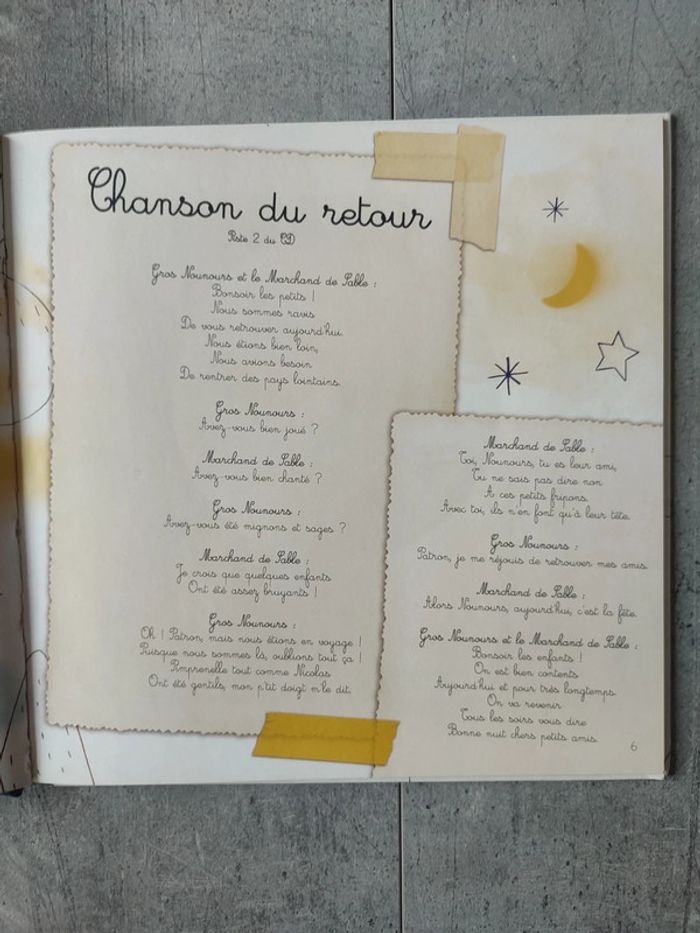 Chanson du retour
Piste 2 du CD
Gros Nounours et le Marchand de Sable :
Bonsoir les petits !
Nous sommes ravis
De vous retrouver aujourd'hui.
Nous étions bien loin,
Nous avions besoin
De rentrer des pays lointains.
Gros Nounours :
Avez-vous bien joué ?
Marchand de Sable :
Avez-vous bien chanté ?
Gros Nounours :
Avez-vous été mignons et sages ?
Marchand de Sable :
Je crois que quelques enfants
Ont été assez bruyants !
Gros Nounours :
Oh ! Patron, mais nous étions en voyage !
Puisque nous sommes là, oublions tout ça !
Pimprenelle tout comme Nicolas
Ont été gentils, mon p'tit doigt m'le dit.
Marchand de Sable :
Toi, Nounours, tu es leur ami,
Tu ne sais pas dire non
A ces petits fripons.
Avec toi, ils n'en font qu'à leur tête.
Gros Nounours :
Patron, je me réjouis de retrouver mes amis.
Marchand de Sable :
Alors Nounours, aujourd'hui, c'est la fête.
Gros Nounours et le Marchand de Sable :
Bonsoir les enfants !
On est bien contents
Aujourd'hui et pour très longtemps.
On va revenir
Tous les soirs vous dire
Bonne nuit chers petits amis.
6